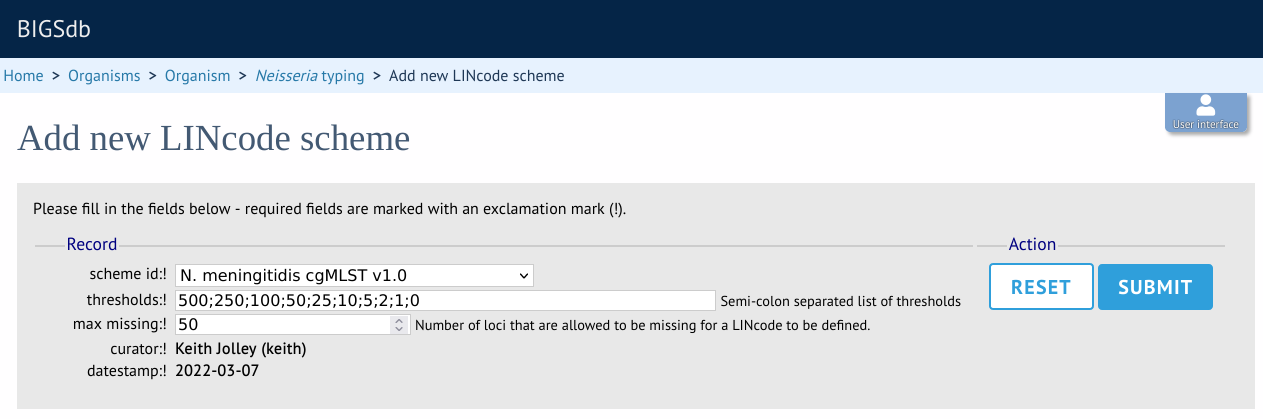 BIGSdb
Home > Organisms > Organism > Neisseria typing > Add new LINcode scheme
User interface
Add new LINcode scheme
Please fill in the fields below - required fields are marked with an exclamation mark (!).
Record
Action
scheme id:! N. meningitidis cgMLST v1.0
RESET SUBMIT
thresholds:! 500;250;100;50;25;10;5;2;1;0 Semi-colon separated list of thresholds
max missing:! 50 Number of loci that are allowed to be missing for a LINcode to be defined.
curator:! Keith Jolley (keith)
datestamp:! 2022-03-07